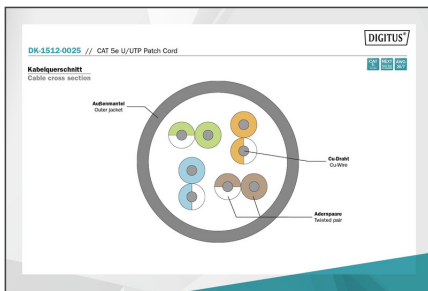 DIGITUS®
DK-1512-0025 // CAT 5e U/UTP Patch Cord
Kabelquerschnitt
Cable cross section
Außenmantel
Outer jacket
Cu-Draht
Cu-Wire
Adernpaare
Twisted pair